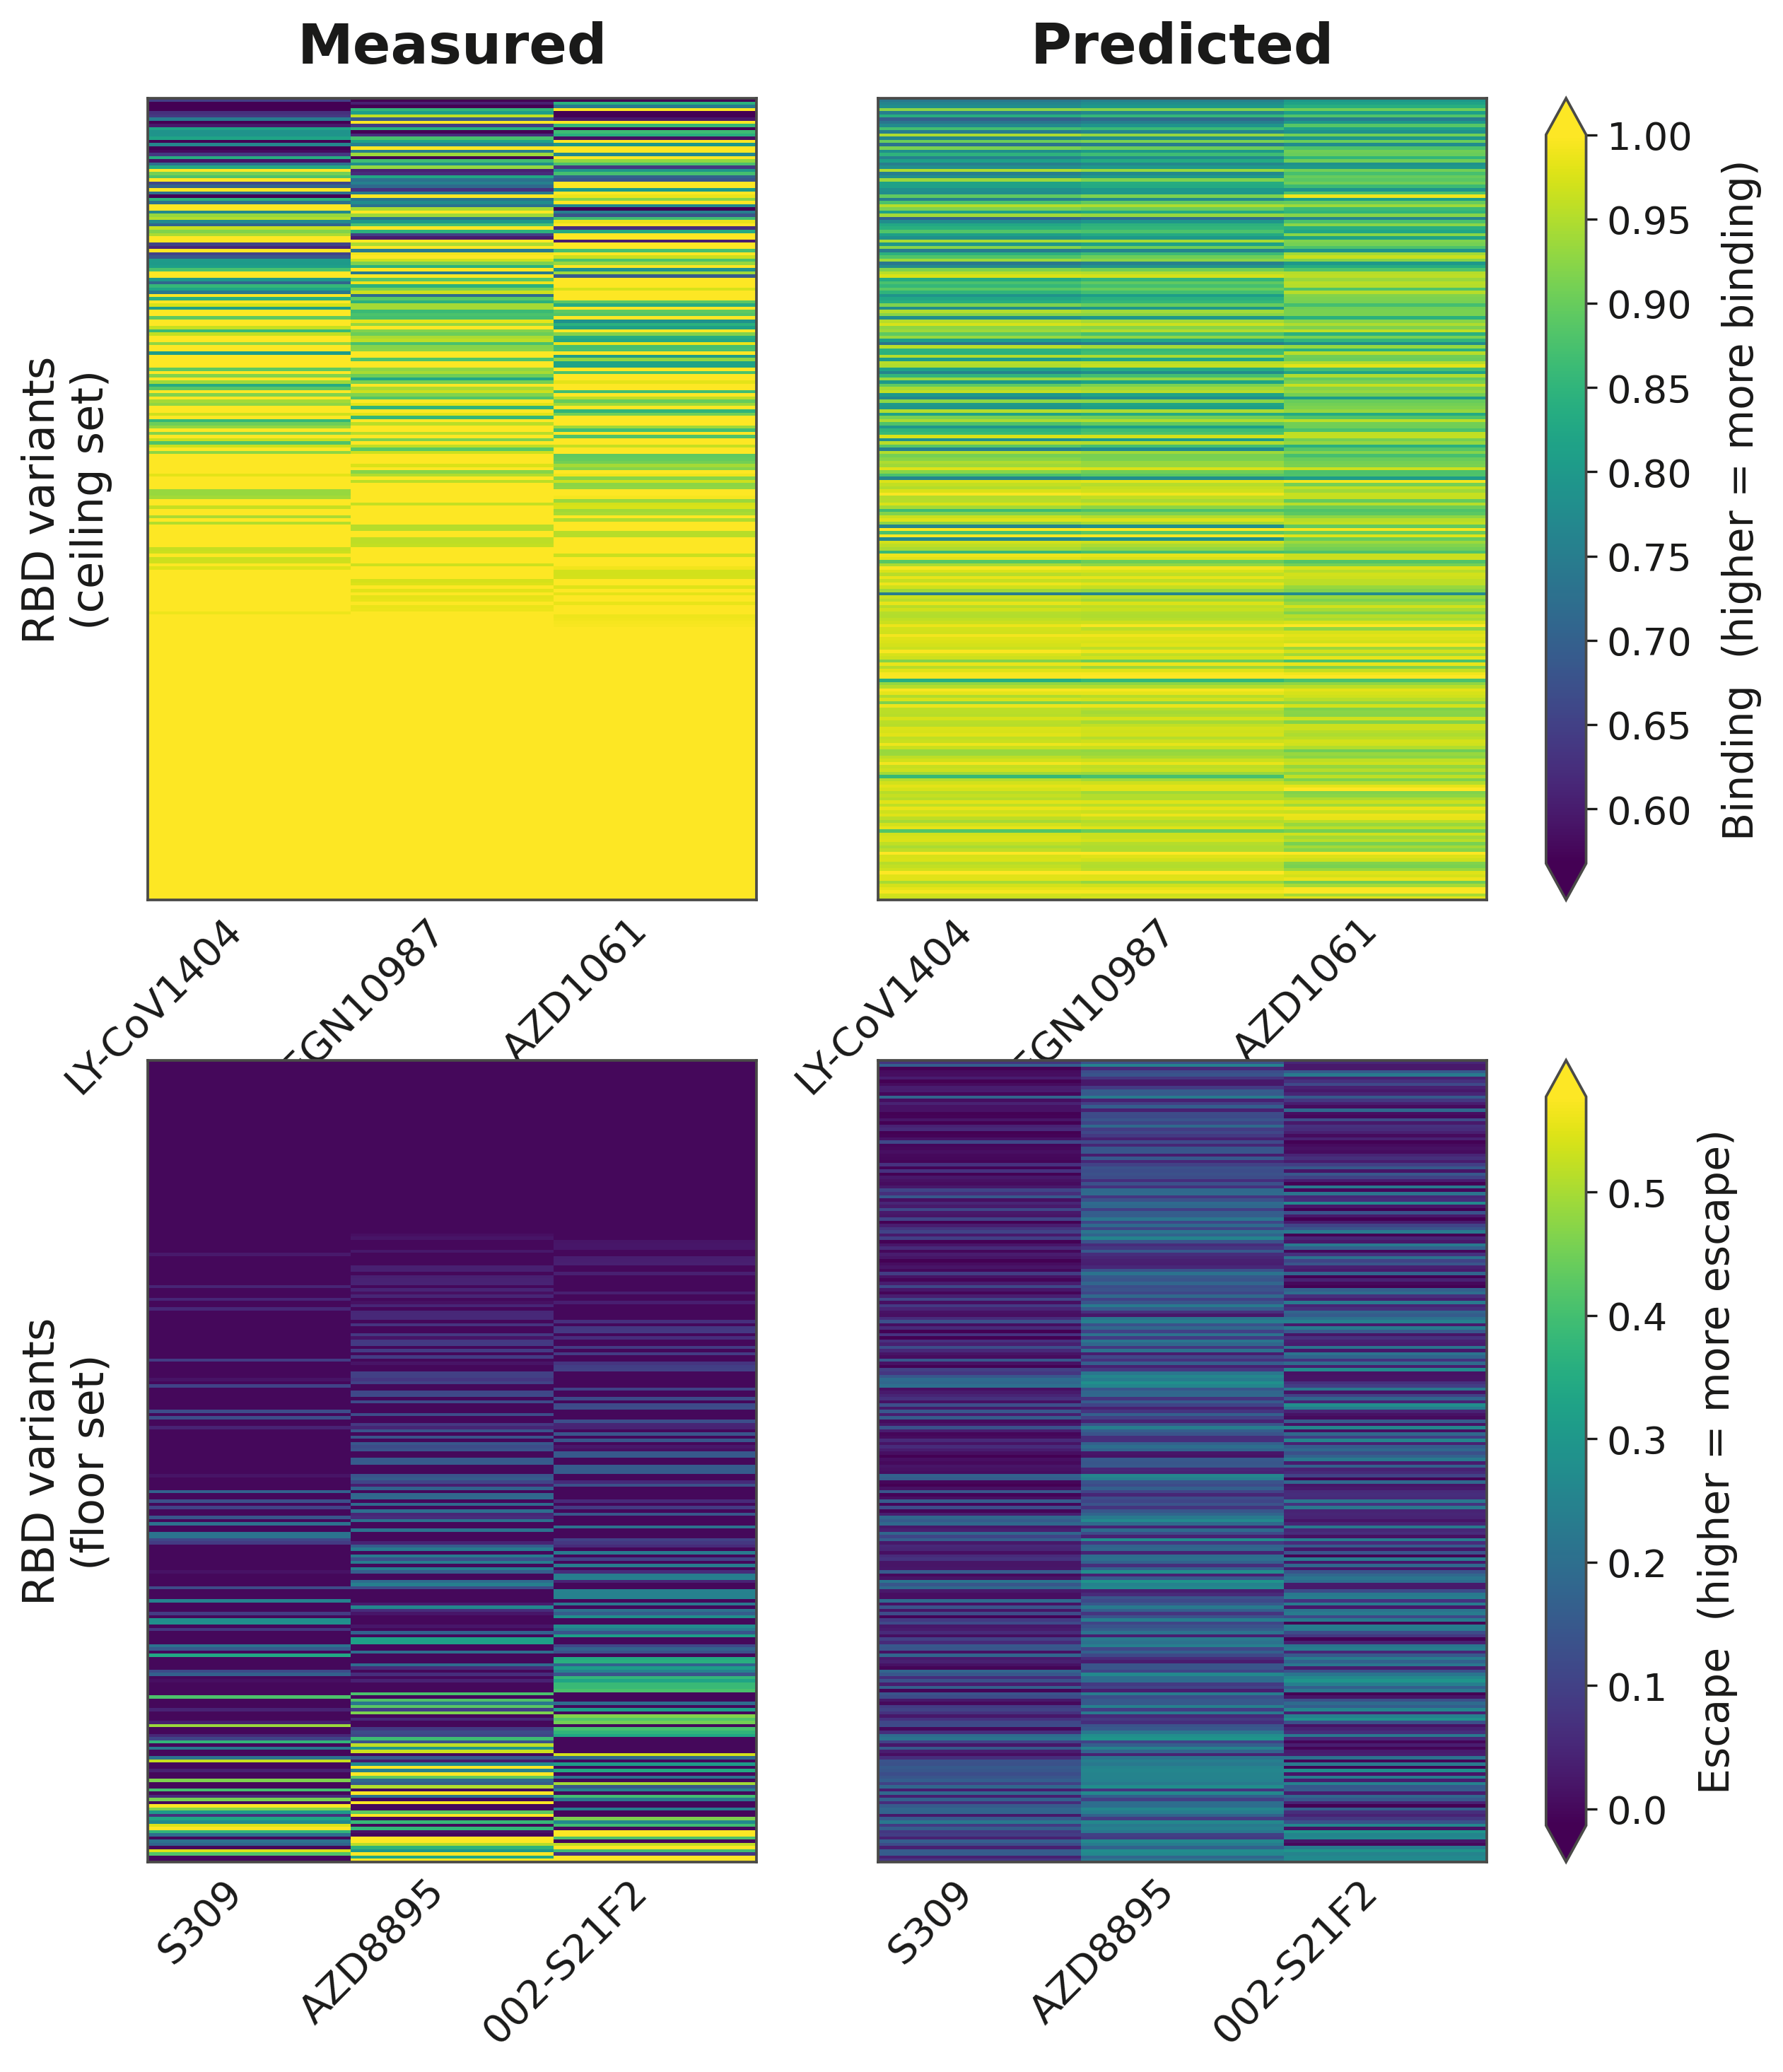 Measured
Predicted
RBD variants
(ceiling set)
1.00
0.95
0.90
0.85
0.80
0.75
0.70
0.65
0.60
Binding (higher = more binding)
LY-CoV1404
EGN10987
AZD1061
LY-CoV1404
EGN10987
AZD1061
RBD variants
(floor set)
0.5
0.4
0.3
0.2
0.1
0.0
Escape (higher = more escape)
S309
AZD8895
002-S21F2
S309
AZD8895
002-S21F2